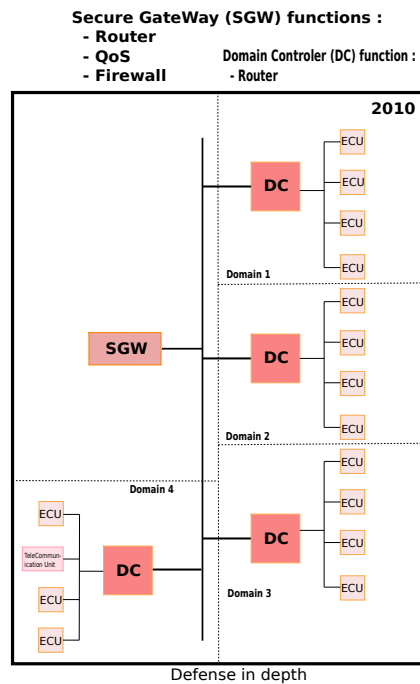 Secure GateWay (SGW) functions :
- Router
- QoS
- Firewall
Domain Controler (DC) function :
- Router
2010
ECU
DC
ECU
ECU
ECU
Domain 1
ECU
SGW
DC
ECU
ECU
ECU
Domain 2
ECU
Domain 4
ECU
ECU
DC
ECU
ECU
Domain 3
ECU
TeleCommun-
ication Unit
DC
ECU
ECU
Defense in depth